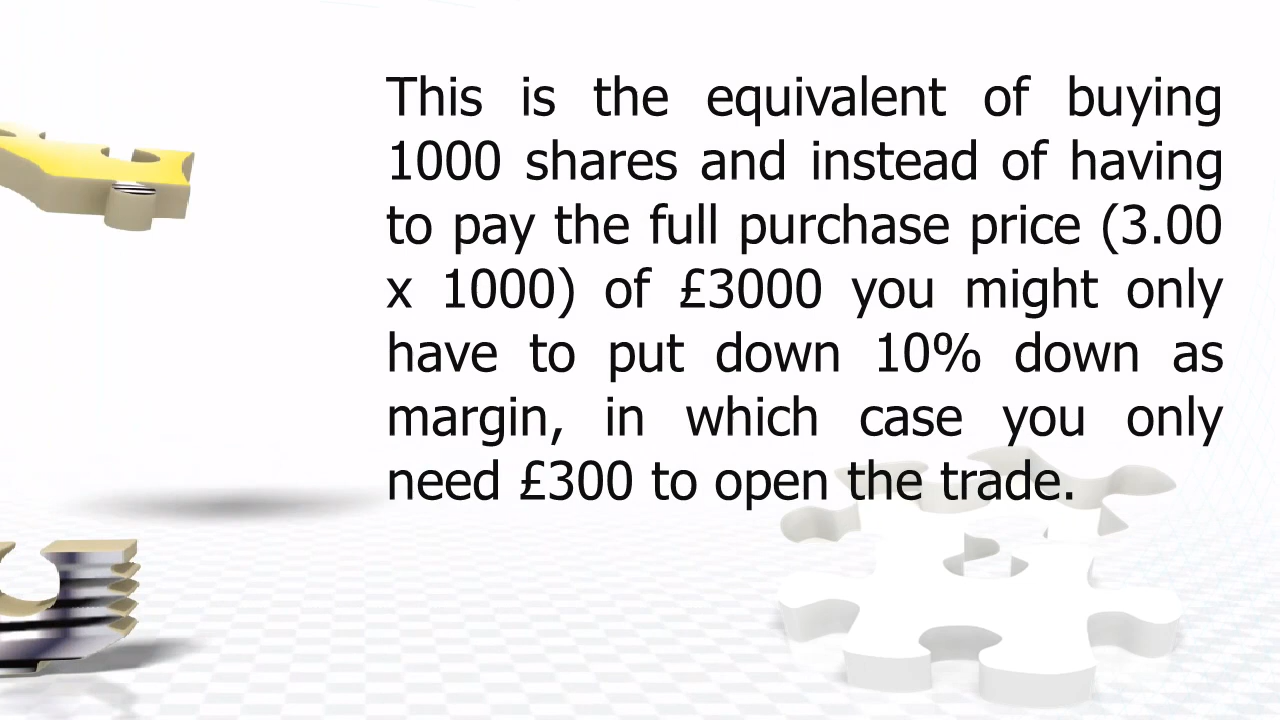 This is the equivalent of buying
1000 shares and instead of having
to pay the full purchase price (3.00
x 1000) of £3000 you might only
have to put down 10% down as
margin, in which case you only
need £300 to open the trade.